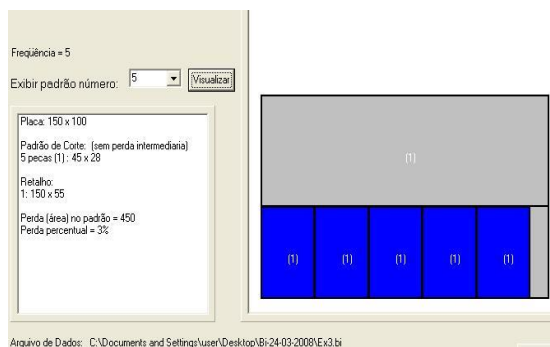 Freqüência = 5
Exibir padrão número: 5 Visualizar
Placa: 150 x 100
Padrão de Corte: (sem perda intermediaria)
5 pecas (1) : 45 x 28
Retalho:
1: 150 x 55
Perda (área) no padrão = 450
Perda percentual = 3%
(1)
(1) (1) (1) (1) (1)
Arquivo de Dados: C:\Documents and Settings\user\Desktop\Bi-24-03-2008\Ex3.bi